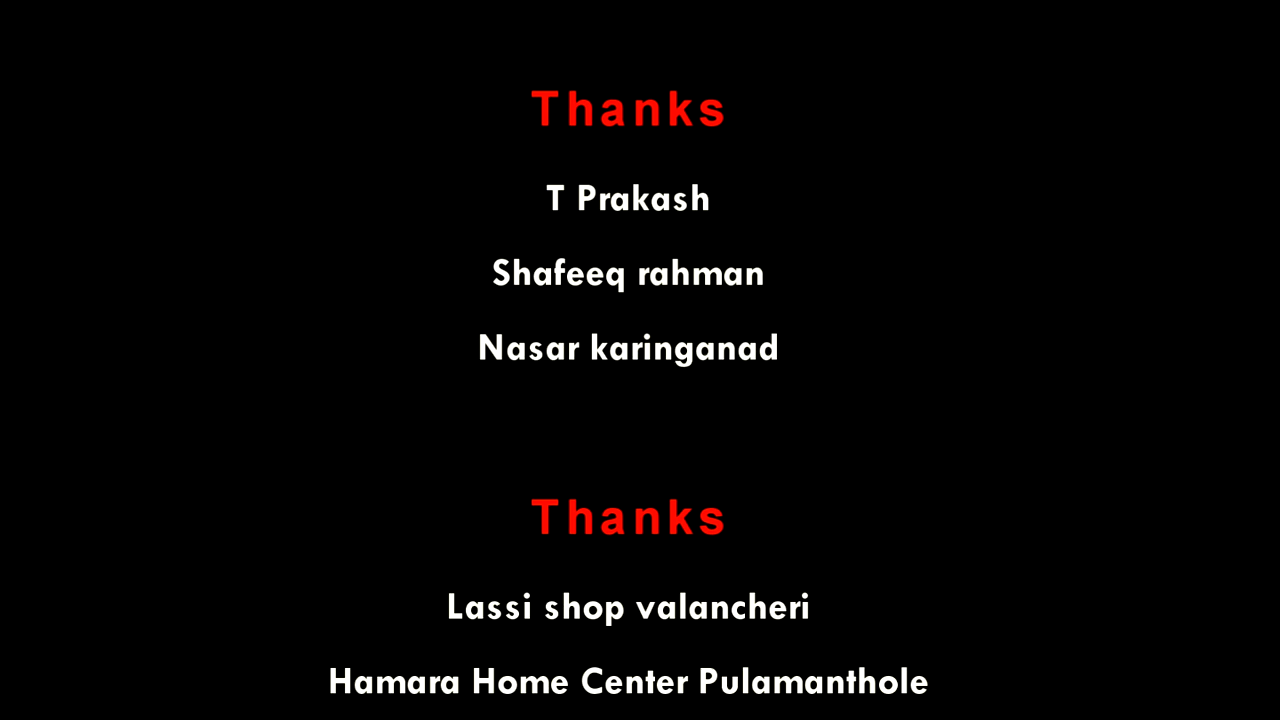 Thanks
T Prakash
Shafeeq rahman
Nasar karinganad
Thanks
Lassi shop valancheri
Hamara Home Center Pulamanthole